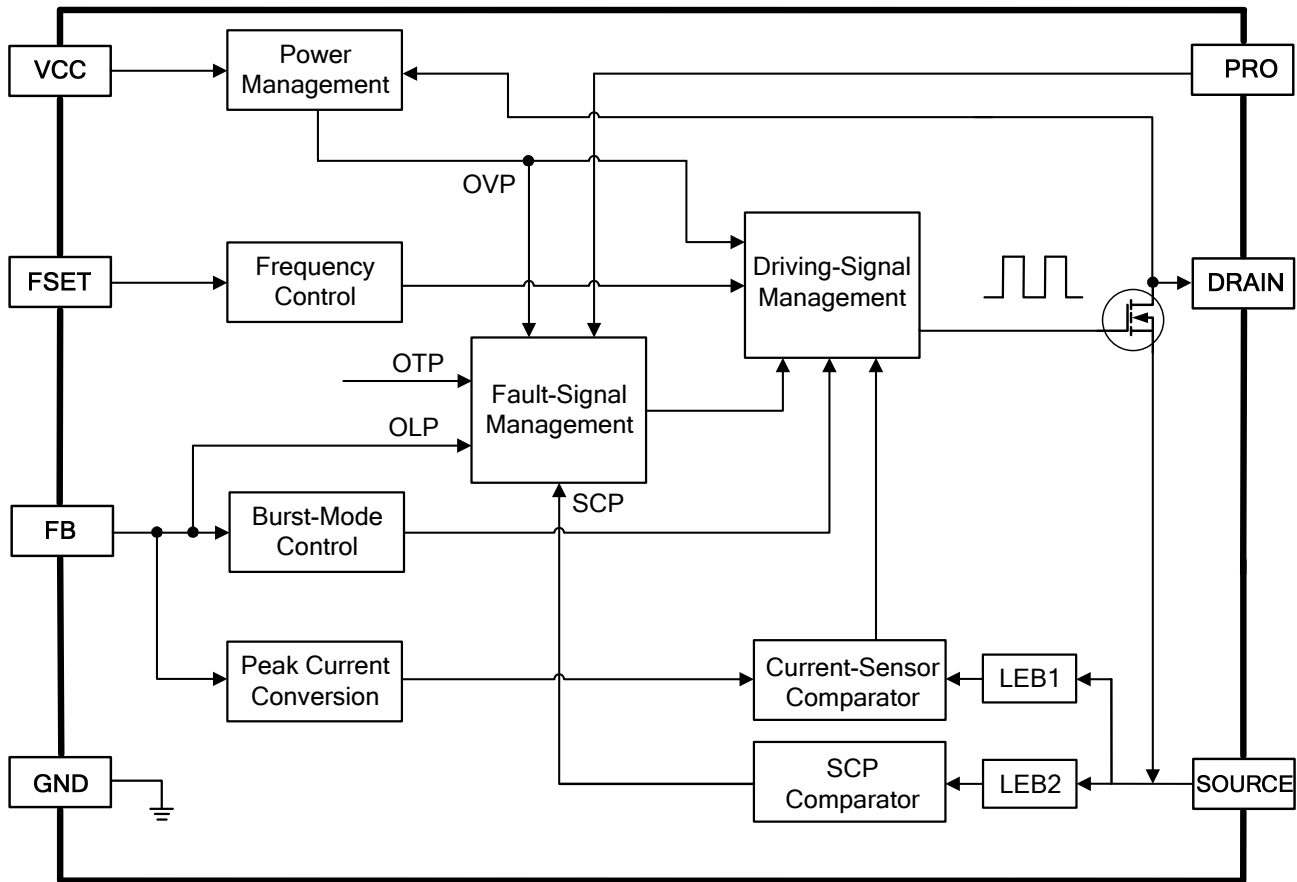 VCC
Power
Management
PRO
OVP
FSET
Frequency
Control
Driving-Signal
Management
DRAIN
OTP
Fault-Signal
Management
OLP
SCP
FB
Burst-Mode
Control
Peak Current
Conversion
Current-Sensor
Comparator
LEB1
GND
SCP
Comparator
LEB2
SOURCE